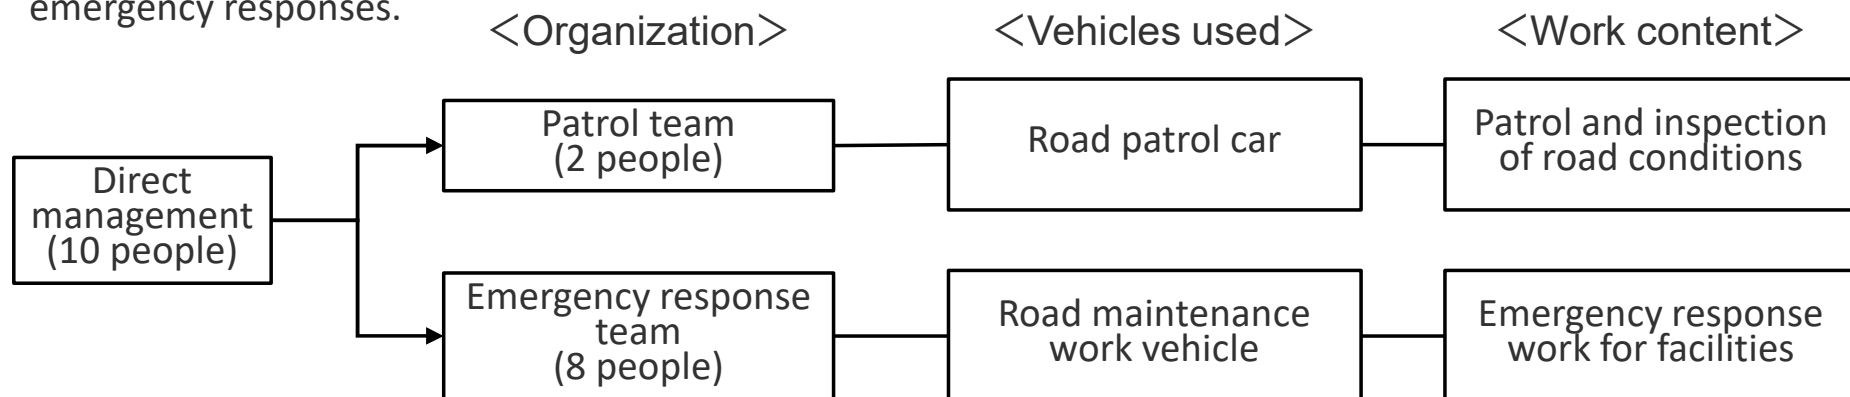 emergency responses.
＜Organization＞
＜Vehicles used＞
＜Work content＞
Direct
management
(10 people)
Patrol team
(2 people)
Road patrol car
Patrol and inspection
of road conditions
Emergency response
team
(8 people)
Road maintenance
work vehicle
Emergency response
work for facilities